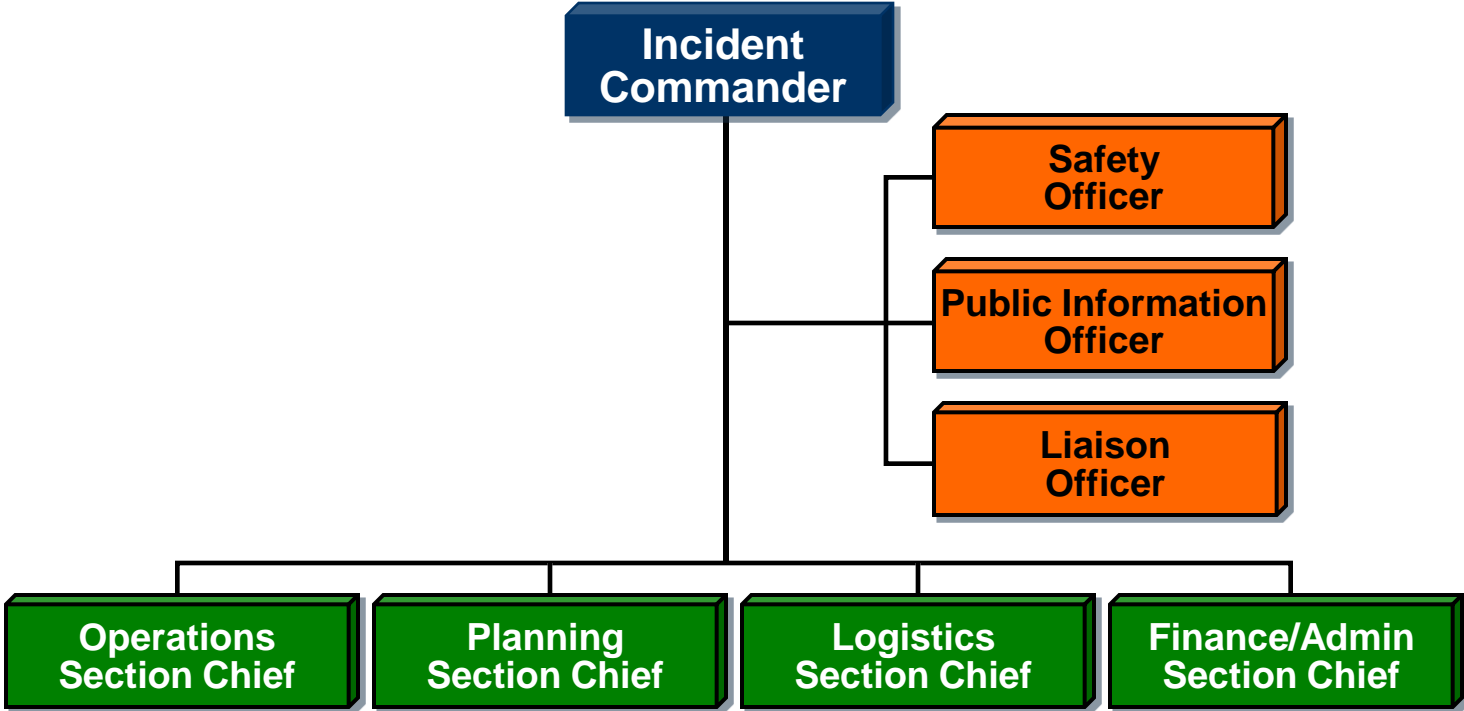 Incident
Commander
Safety
Officer
Public Information
Officer
Liaison
Officer
Operations
Section Chief
Planning
Section Chief
Logistics
Section Chief
Finance/Admin
Section Chief